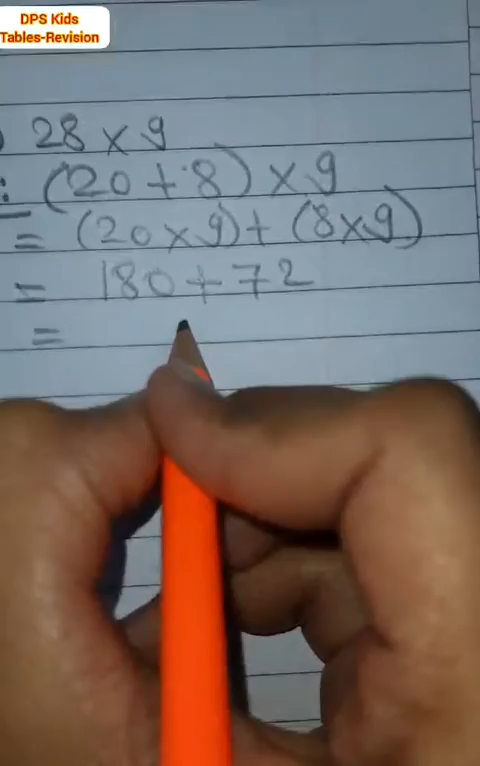 DPS Kids
Tables-Revision
) 28 × 9
: (20 + 8) × 9
= (20 × 9) + (8 × 9)
= 180 + 72
=